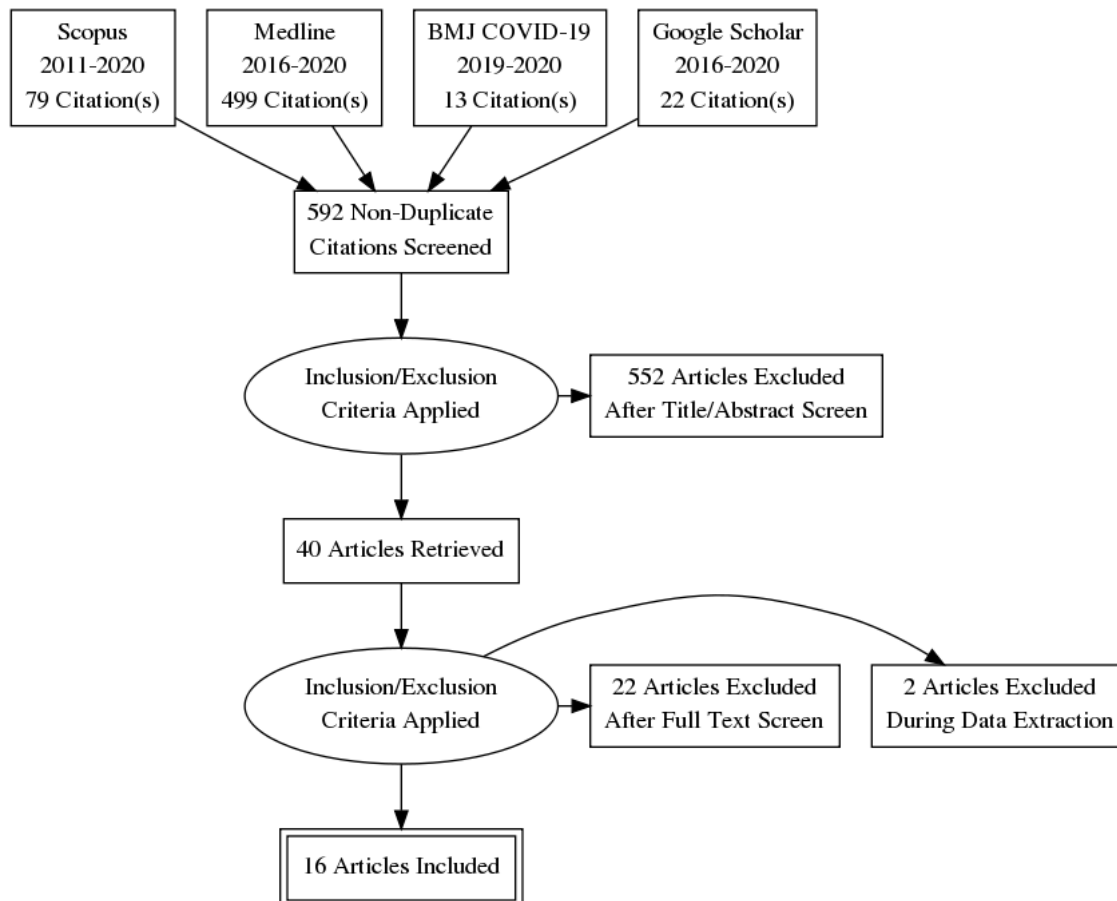 Scopus
2011-2020
79 Citation(s)
Medline
2016-2020
499 Citation(s)
BMJ COVID-19
2019-2020
13 Citation(s)
Google Scholar
2016-2020
22 Citation(s)
592 Non-Duplicate
Citations Screened
Inclusion/Exclusion
Criteria Applied
552 Articles Excluded
After Title/Abstract Screen
40 Articles Retrieved
Inclusion/Exclusion
Criteria Applied
22 Articles Excluded
After Full Text Screen
2 Articles Excluded
During Data Extraction
16 Articles Included